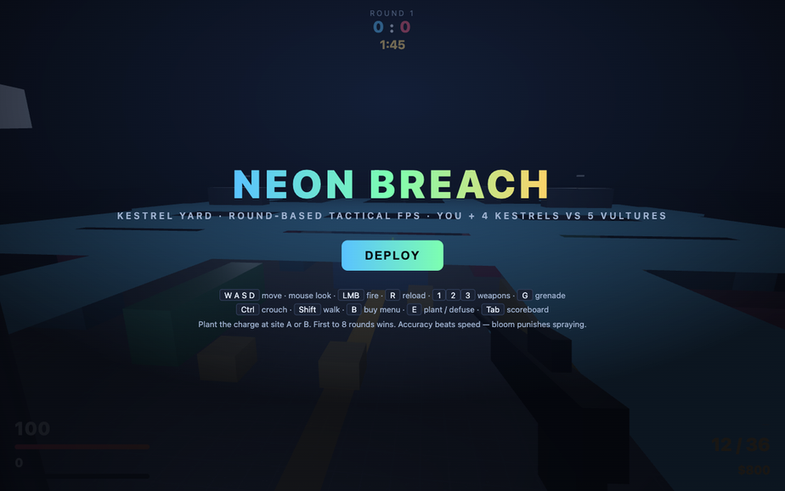 ROUND 1
0 : 0
1:45
NEON BREACH
KESTREL YARD · ROUND-BASED TACTICAL FPS · YOU + 4 KESTRELS VS 5 VULTURES
DEPLOY
W A S D move · mouse look · LMB fire · R reload · 1 2 3 weapons · G grenade
Ctrl crouch · Shift walk · B buy menu · E plant / defuse · Tab scoreboard
Plant the charge at site A or B. First to 8 rounds wins. Accuracy beats speed — bloom punishes spraying.
100
12 / 36
0